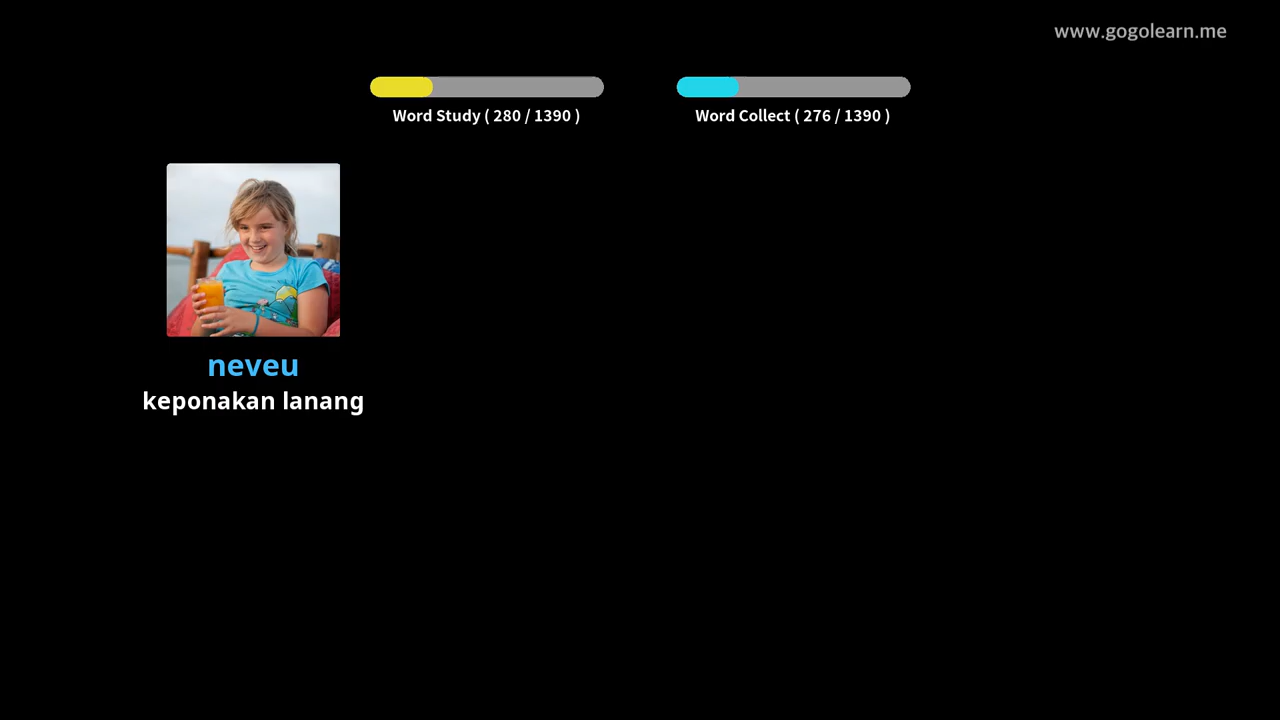 www.gogolearn.me
Word Study ( 280 / 1390 )
Word Collect ( 276 / 1390 )
neveu
keponakan lanang